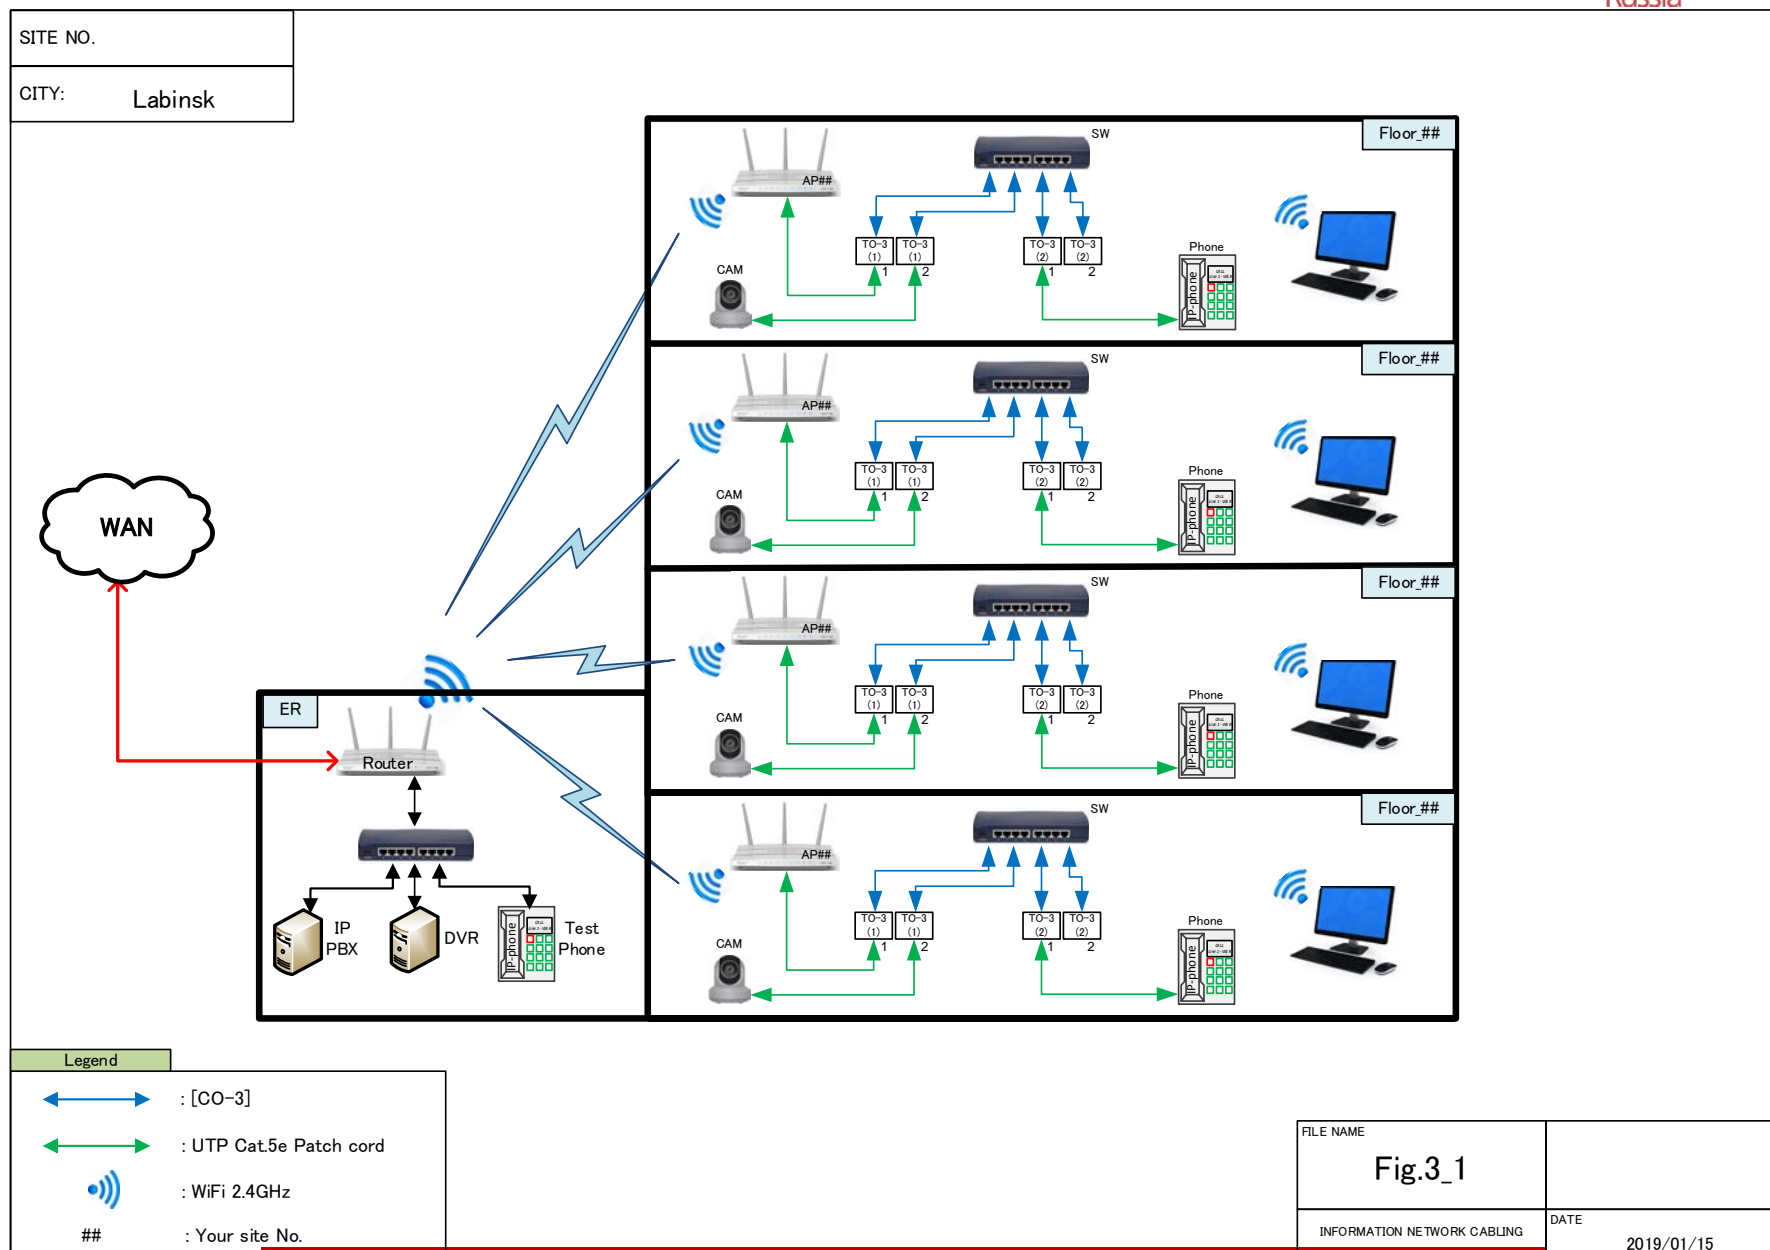 Russia
SITE NO.
CITY: Labinsk
Floor_##
SW
AP##
TO-3 (1) 1
TO-3 (1) 2
TO-3 (2) 1
TO-3 (2) 2
Phone
IP-phone
CAM
Floor_##
SW
AP##
TO-3 (1) 1
TO-3 (1) 2
TO-3 (2) 1
TO-3 (2) 2
Phone
IP-phone
CAM
WAN
Floor_##
SW
AP##
TO-3 (1) 1
TO-3 (1) 2
TO-3 (2) 1
TO-3 (2) 2
Phone
IP-phone
CAM
ER
Router
IP PBX
DVR
IP-phone
Test Phone
Floor_##
SW
AP##
TO-3 (1) 1
TO-3 (1) 2
TO-3 (2) 1
TO-3 (2) 2
Phone
IP-phone
CAM
Legend
: [CO-3]
: UTP Cat.5e Patch cord
: WiFi 2.4GHz
## : Your site No.
FILE NAME
Fig.3_1
INFORMATION NETWORK CABLING
DATE
2019/01/15